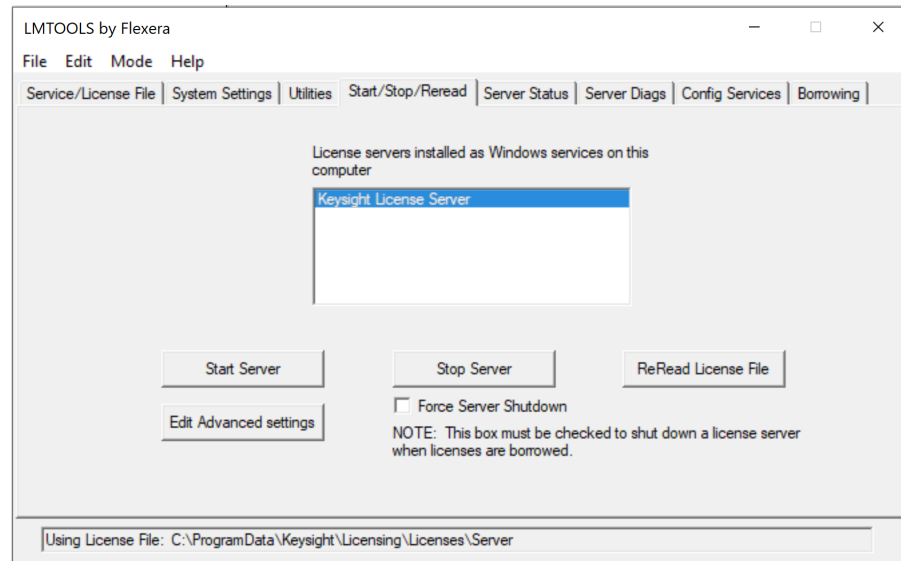 LMTOOLS by Flexera
File Edit Mode Help
Service/License File System Settings Utilities Start/Stop/Reread Server Status Server Diags Config Services Borrowing
License servers installed as Windows services on this
computer
Keysight License Server
Start Server Stop Server ReRead License File
Edit Advanced settings
Force Server Shutdown
NOTE: This box must be checked to shut down a license server
when licenses are borrowed.
Using License File: C:\ProgramData\Keysight\Licensing\Licenses\Server